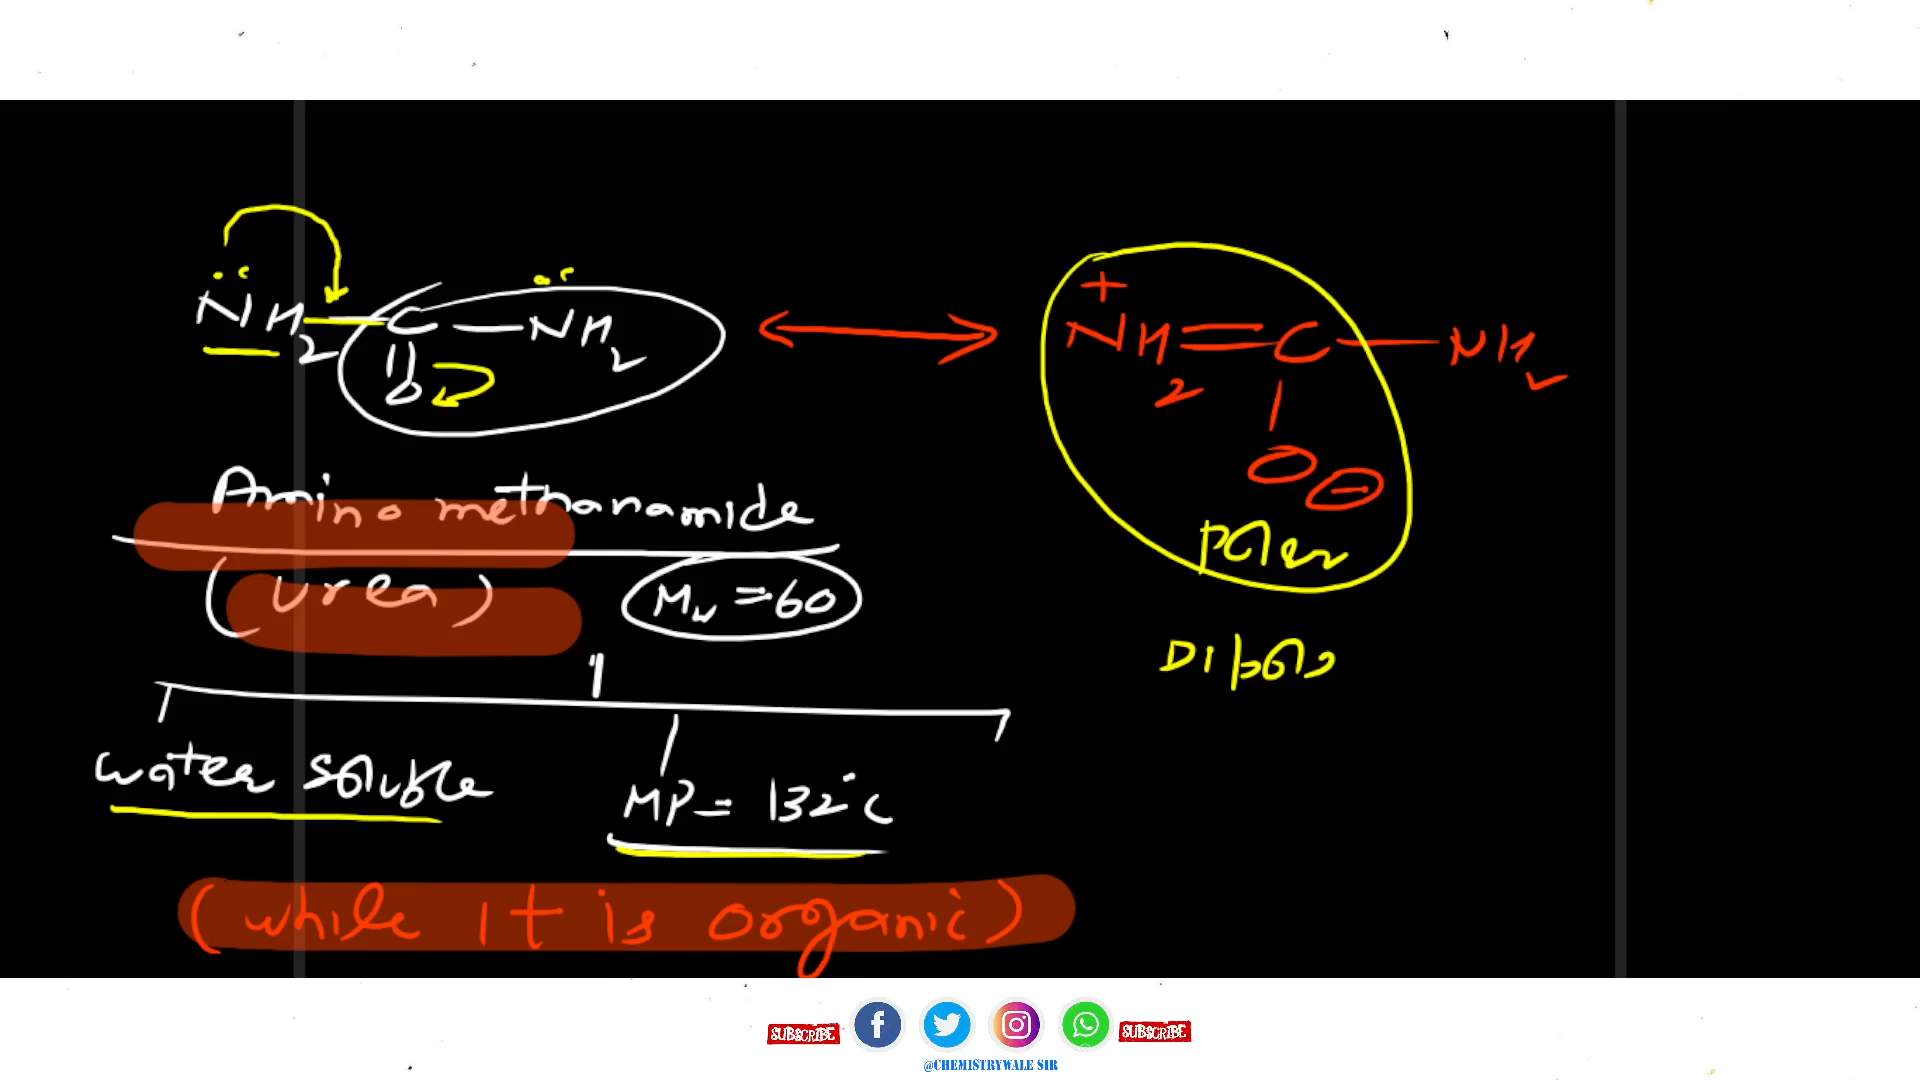 NH2 — C — NH2
O
+
NH2 = C — NH2
O -
Polar
Amino methanamide
(urea) Mw = 60
Dipole
water soluble
MP = 132°C
(while it is organic)
SUBSCRIBE
SUBSCRIBE
@CHEMISTRYWALE SIR